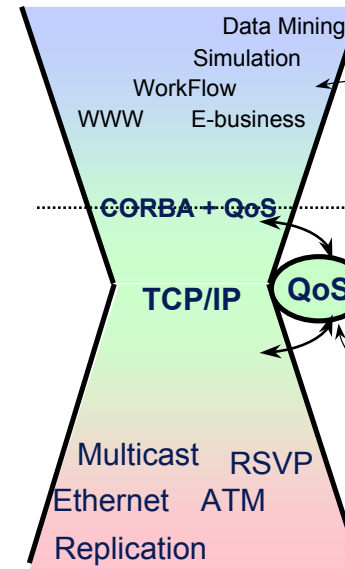 Data Mining
Simulation
WorkFlow
WWW E-business
CORBA + QoS
TCP/IP QoS
Multicast RSVP
Ethernet ATM
Replication